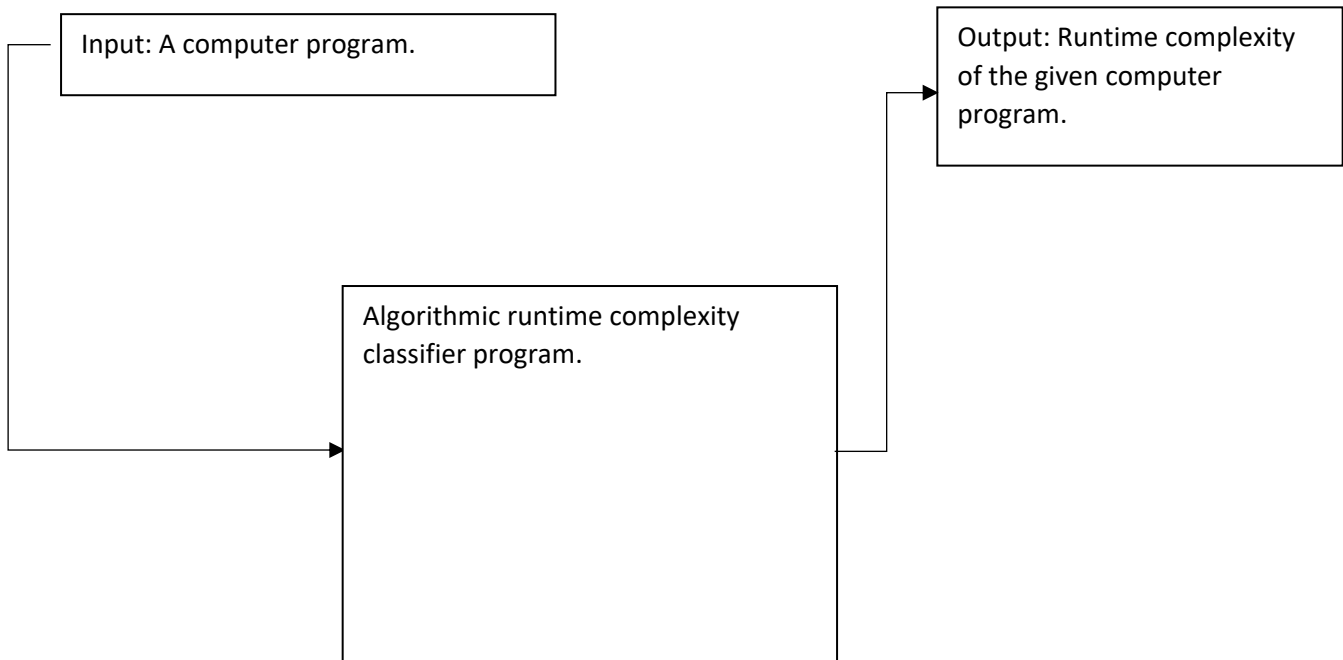 Input: A computer program.
Output: Runtime complexity
of the given computer
program.
Algorithmic runtime complexity
classifier program.